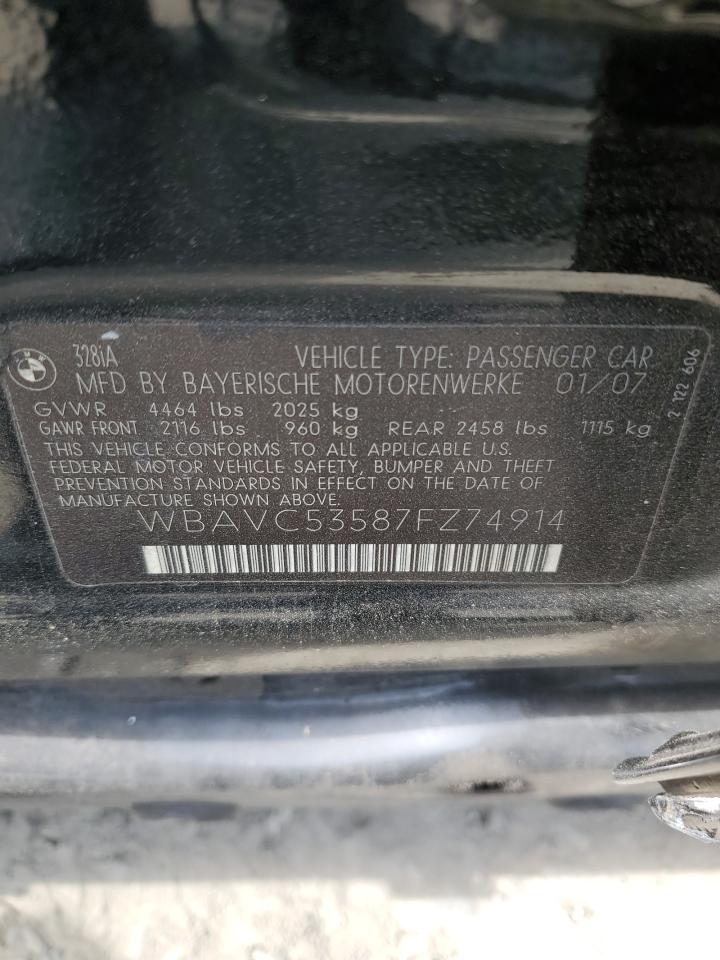 BMW
328iA VEHICLE TYPE: PASSENGER CAR
MFD BY BAYERISCHE MOTORENWERKE 01/07
GVWR 4464 lbs 2025 kg
GAWR FRONT 2116 lbs 960 kg REAR 2458 lbs 1115 kg
THIS VEHICLE CONFORMS TO ALL APPLICABLE U.S.
FEDERAL MOTOR VEHICLE SAFETY, BUMPER AND THEFT
PREVENTION STANDARDS IN EFFECT ON THE DATE OF
MANUFACTURE SHOWN ABOVE.
WBAVC53587FZ74914
2 122 606